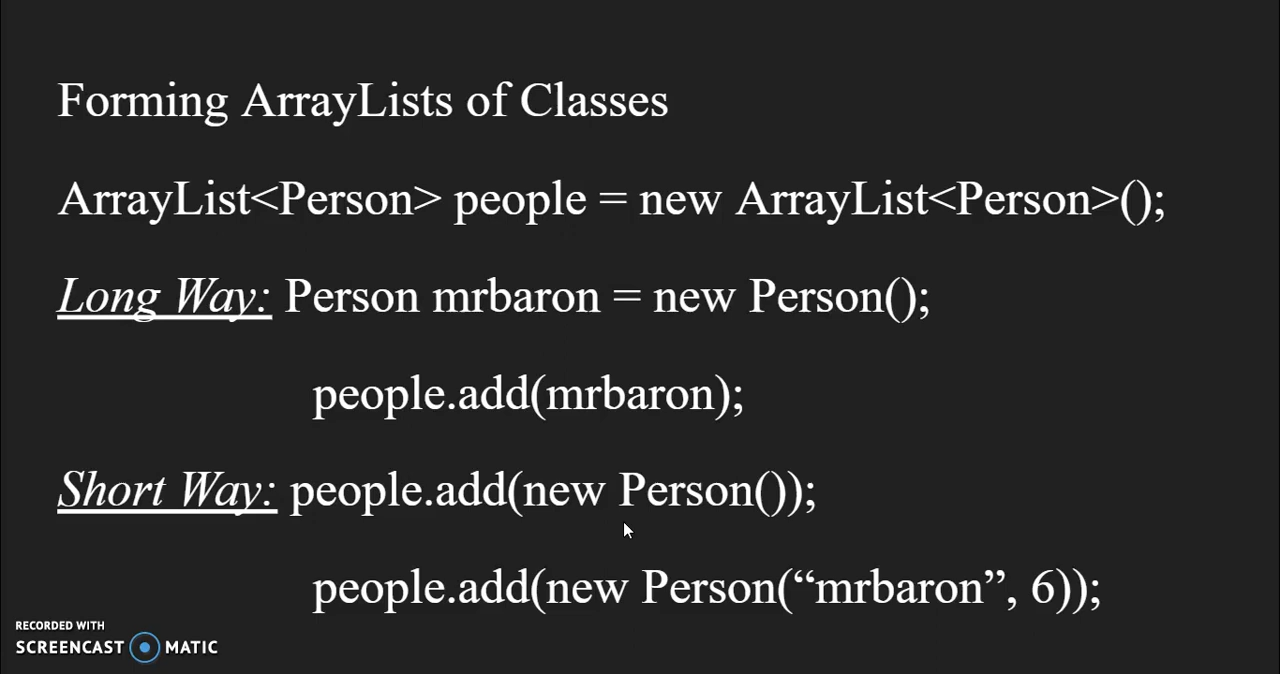 Forming ArrayLists of Classes
ArrayList<Person> people = new ArrayList<Person>();
Long Way: Person mrbaron = new Person();
people.add(mrbaron);
Short Way: people.add(new Person());
people.add(new Person(“mrbaron”, 6));
RECORDED WITH
SCREENCAST MATIC